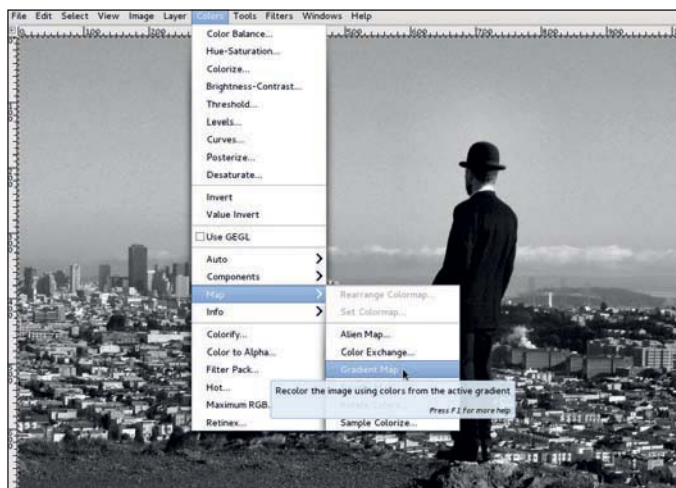 File Edit Select View Image Layer Colors Tools Filters Windows Help
Color Balance...
Hue-Saturation...
Colorize...
Brightness-Contrast...
Threshold...
Levels...
Curves...
Posterize...
Desaturate...
Invert
Value Invert
Use GEGL
Auto
Components
Map
Info
Colorify...
Color to Alpha...
Filter Pack...
Hot...
Maximum RGB...
Retinex...
Rearrange Colormap...
Set Colormap...
Alien Map...
Color Exchange...
Gradient Map
Recolor the image using colors from the active gradient
Press F1 for more help
Sample Colorize...